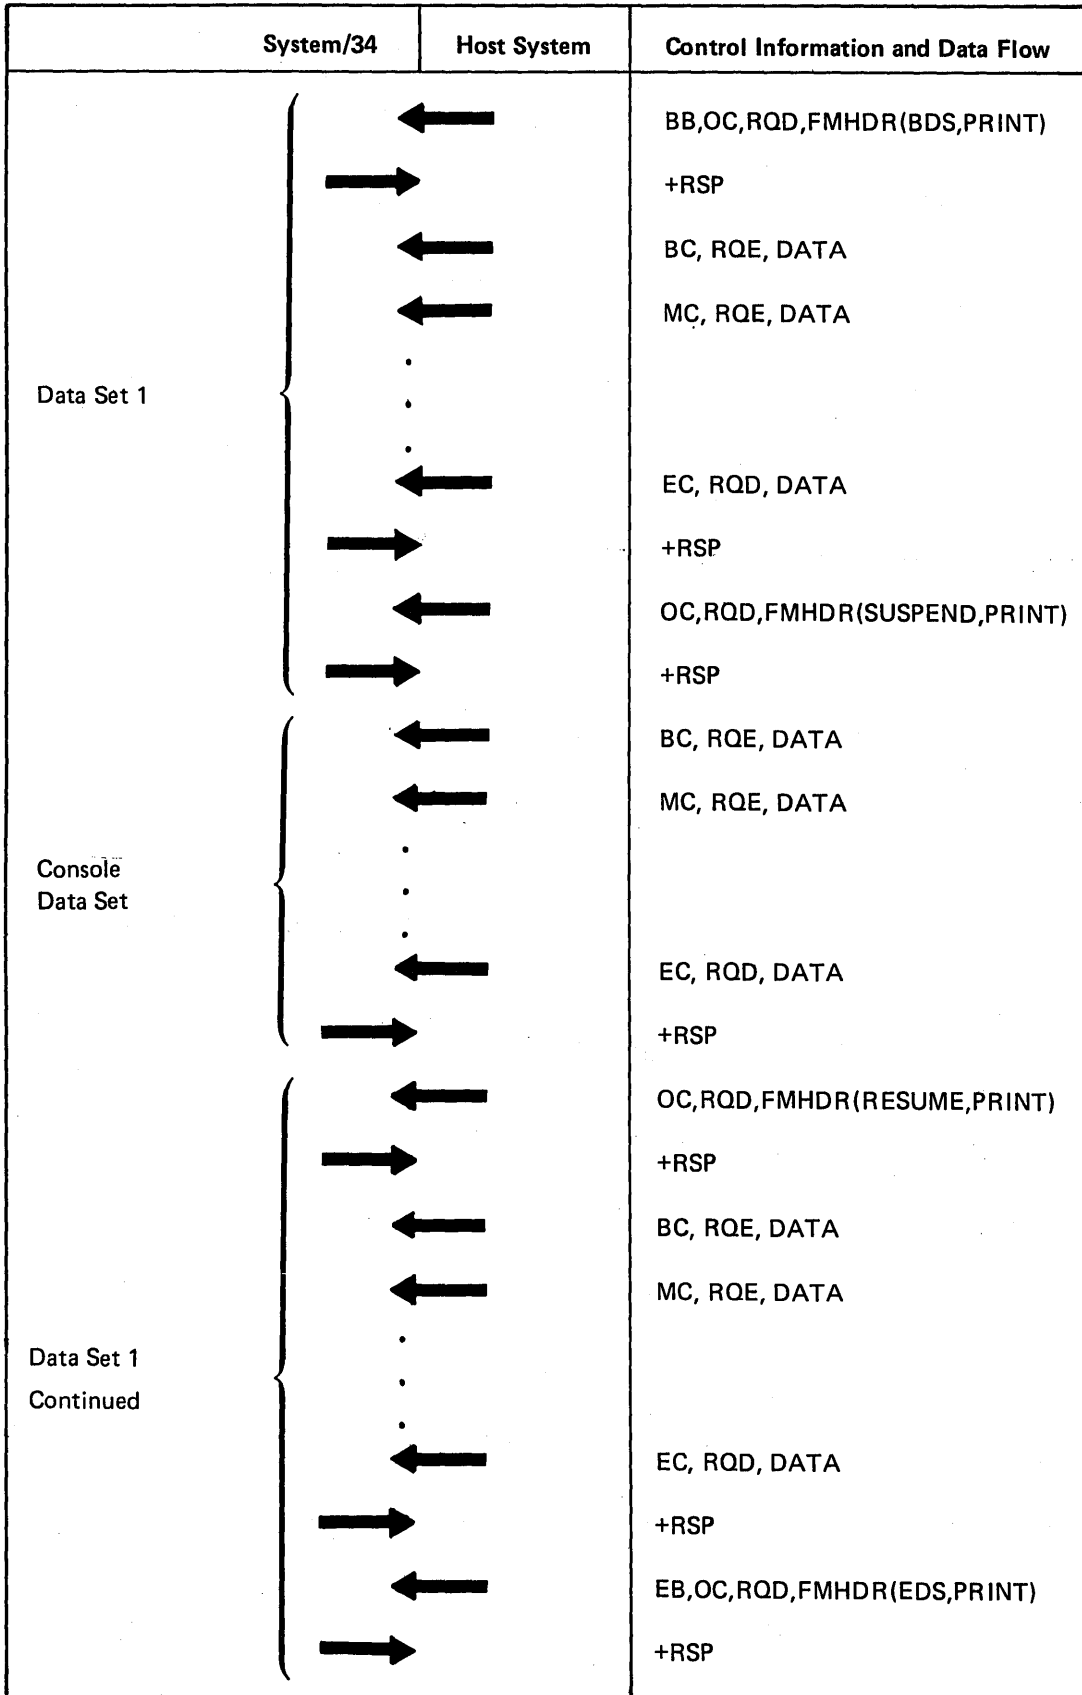 System/34 Host System Control Information and Data Flow
BB,OC,RQD,FMHDR(BDS,PRINT)
+RSP
BC, RQE, DATA
MC, RQE, DATA
Data Set 1
EC, RQD, DATA
+RSP
OC,RQD,FMHDR(SUSPEND,PRINT)
+RSP
BC, RQE, DATA
MC, RQE, DATA
Console
Data Set
EC, RQD, DATA
+RSP
OC,RQD,FMHDR(RESUME,PRINT)
+RSP
BC, RQE, DATA
MC, RQE, DATA
Data Set 1
Continued
EC, RQD, DATA
+RSP
EB,OC,RQD,FMHDR(EDS,PRINT)
+RSP